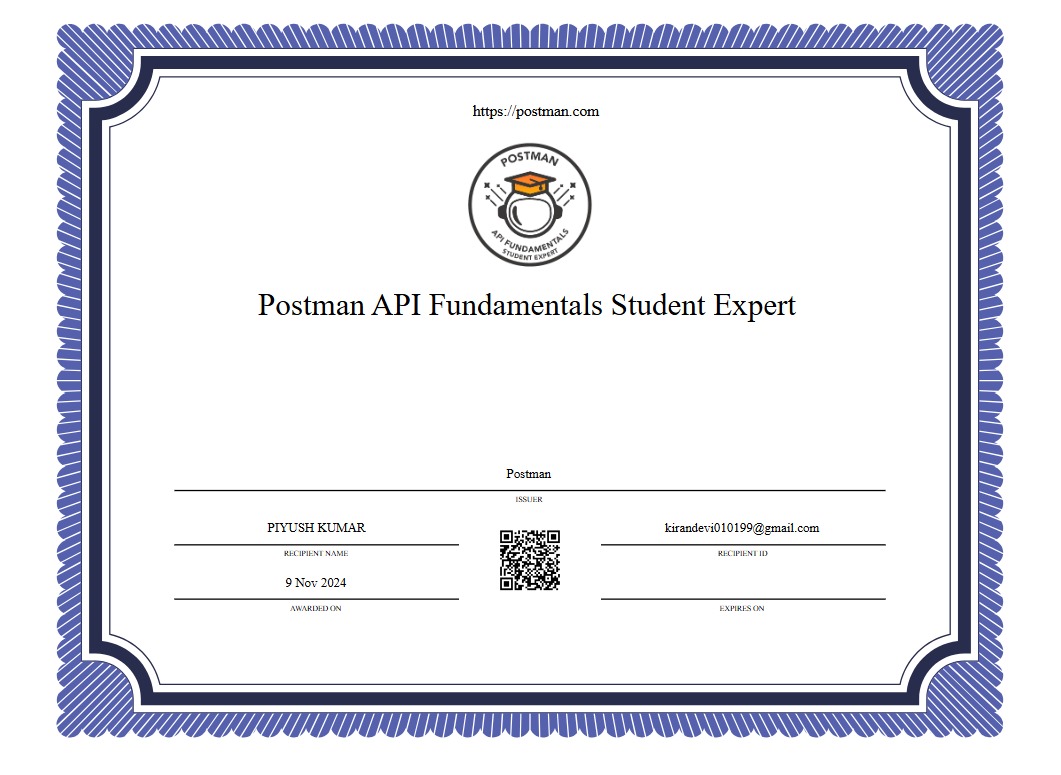 https://postman.com
POSTMAN
API FUNDAMENTALS
STUDENT EXPERT
Postman API Fundamentals Student Expert
Postman
ISSUER
PIYUSH KUMAR
RECIPIENT NAME
kirandevi010199@gmail.com
RECIPIENT ID
9 Nov 2024
AWARDED ON
EXPIRES ON